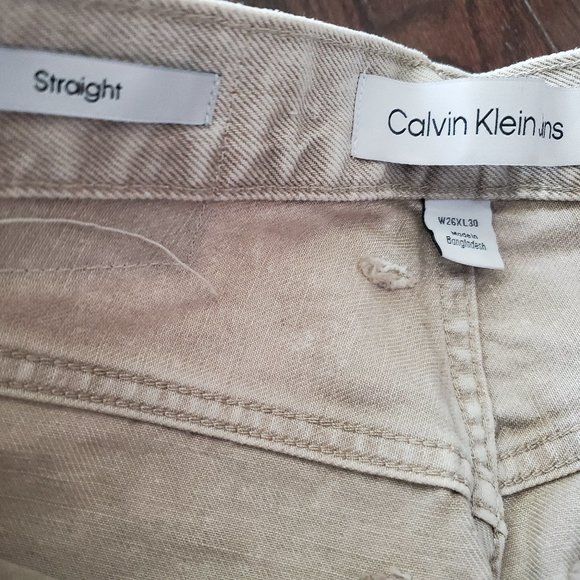 Straight
Calvin Klein Jeans
W26XL30
Made in
Bangladesh